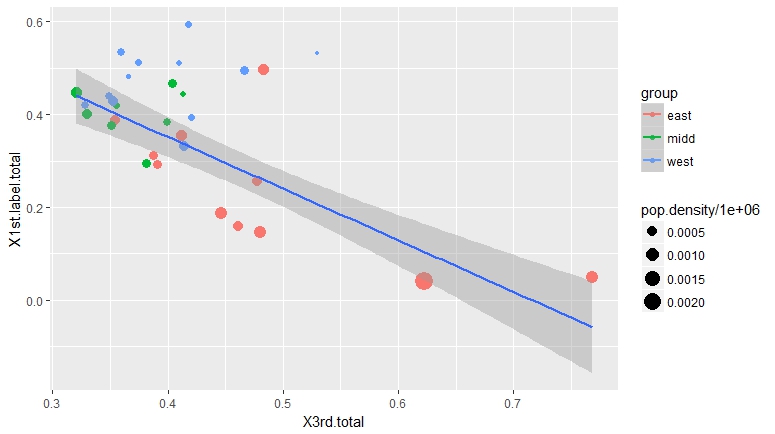 0.6
0.4
0.2
0.0
X1st.label.total
0.3 0.4 0.5 0.6 0.7
X3rd.total
group
east
midd
west
pop.density/1e+06
0.0005
0.0010
0.0015
0.0020